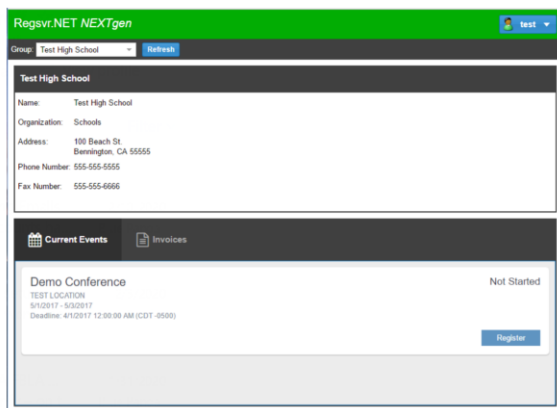 Regsvr.NET NEXTgen
test
Group: Test High School
Refresh
Test High School
Name: Test High School
Organization: Schools
Address: 100 Beach St.
Bennington, CA 55555
Phone Number: 555-555-5555
Fax Number: 555-555-6666
Current Events
Invoices
Demo Conference
Not Started
TEST LOCATION
5/1/2017 - 5/3/2017
Deadline: 4/1/2017 12:00:00 AM (CDT -0500)
Register